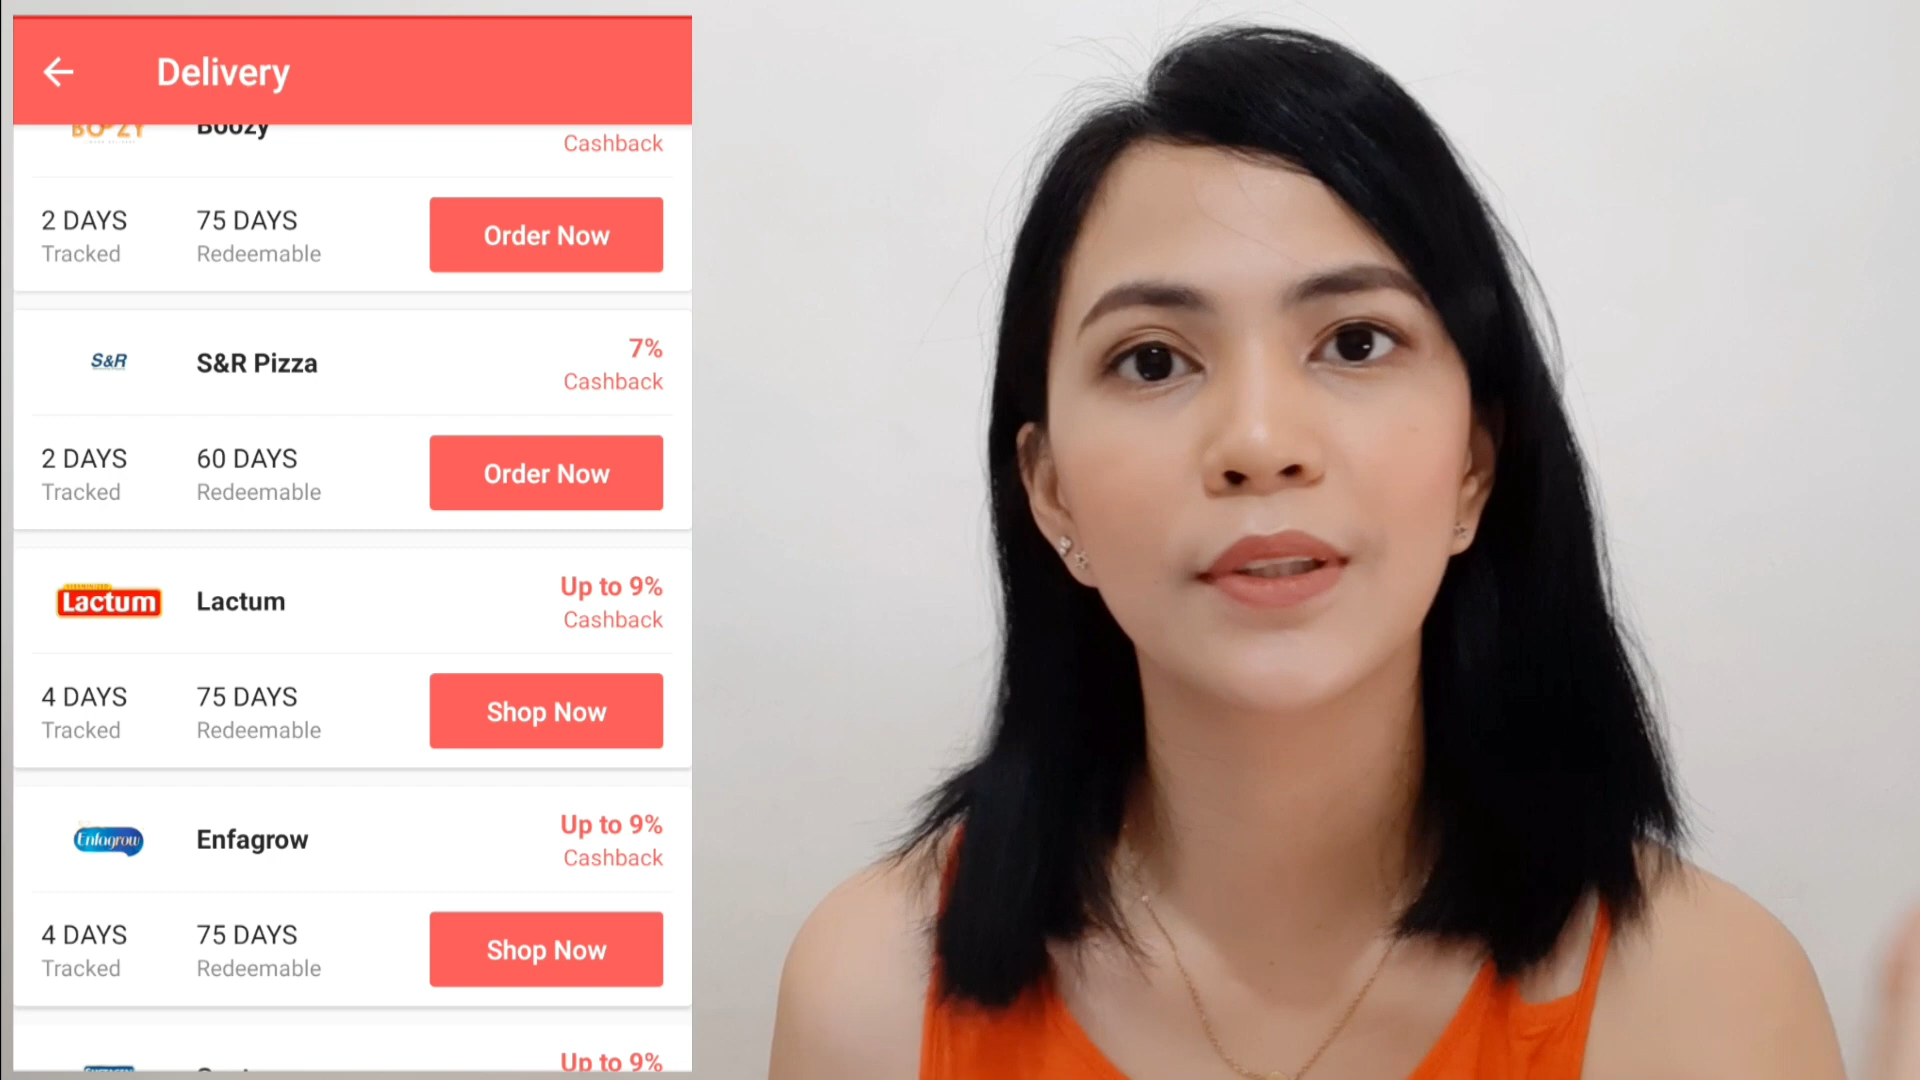 Delivery
BOOZY
Boozy
Cashback
2 DAYS
75 DAYS
Tracked
Redeemable
Order Now
S&R
S&R Pizza
7%
Cashback
2 DAYS
60 DAYS
Tracked
Redeemable
Order Now
Lactum
Lactum
Up to 9%
Cashback
4 DAYS
75 DAYS
Tracked
Redeemable
Shop Now
Enfagrow
Enfagrow
Up to 9%
Cashback
4 DAYS
75 DAYS
Tracked
Redeemable
Shop Now
Up to 9%